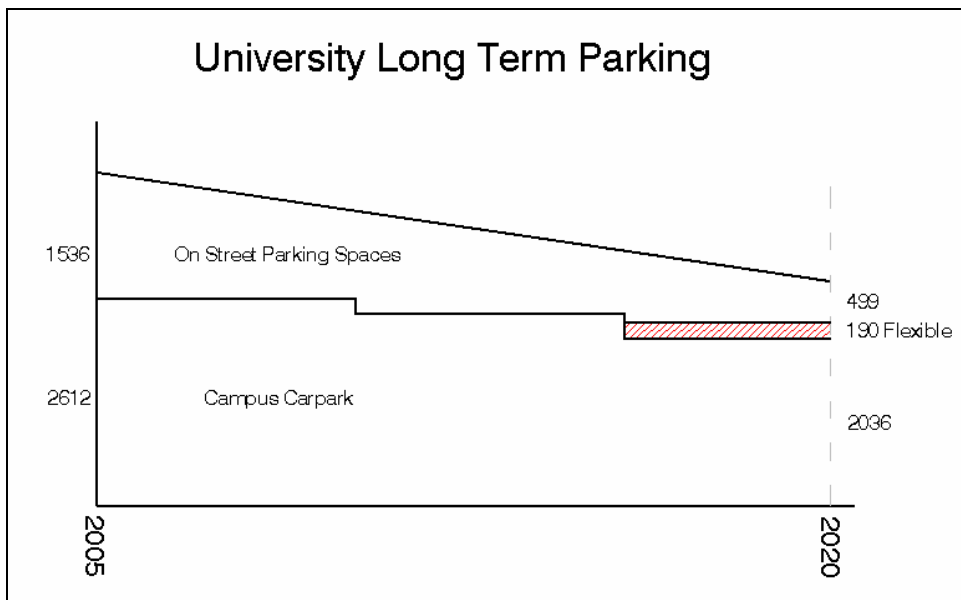 University Long Term Parking
1536
On Street Parking Spaces
499
190 Flexible
2612
Campus Carpark
2036
2005
2020